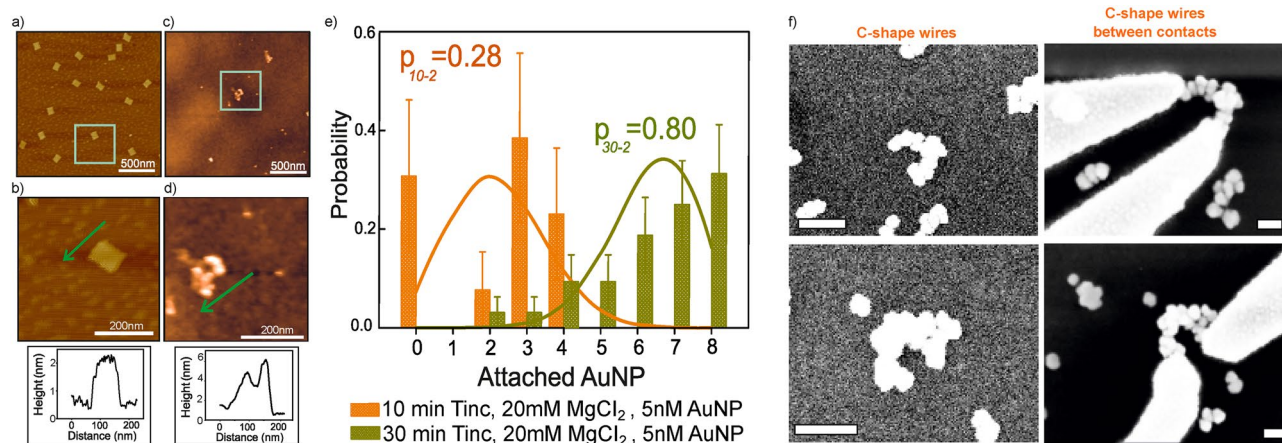 a)
500nm
c)
500nm
b)
200nm
d)
200nm
Height (nm)
2
1
0
0 100 200
Distance (nm)
Height (nm)
6
4
2
0
0 100 200
Distance (nm)
e)
Probability
0.6
0.4
0.2
0.0
p10-2=0.28
p30-2=0.80
0 1 2 3 4 5 6 7 8
Attached AuNP
10 min Tinc, 20mM MgCl2 , 5nM AuNP
30 min Tinc, 20mM MgCl2 , 5nM AuNP
f)
C-shape wires
C-shape wires
between contacts